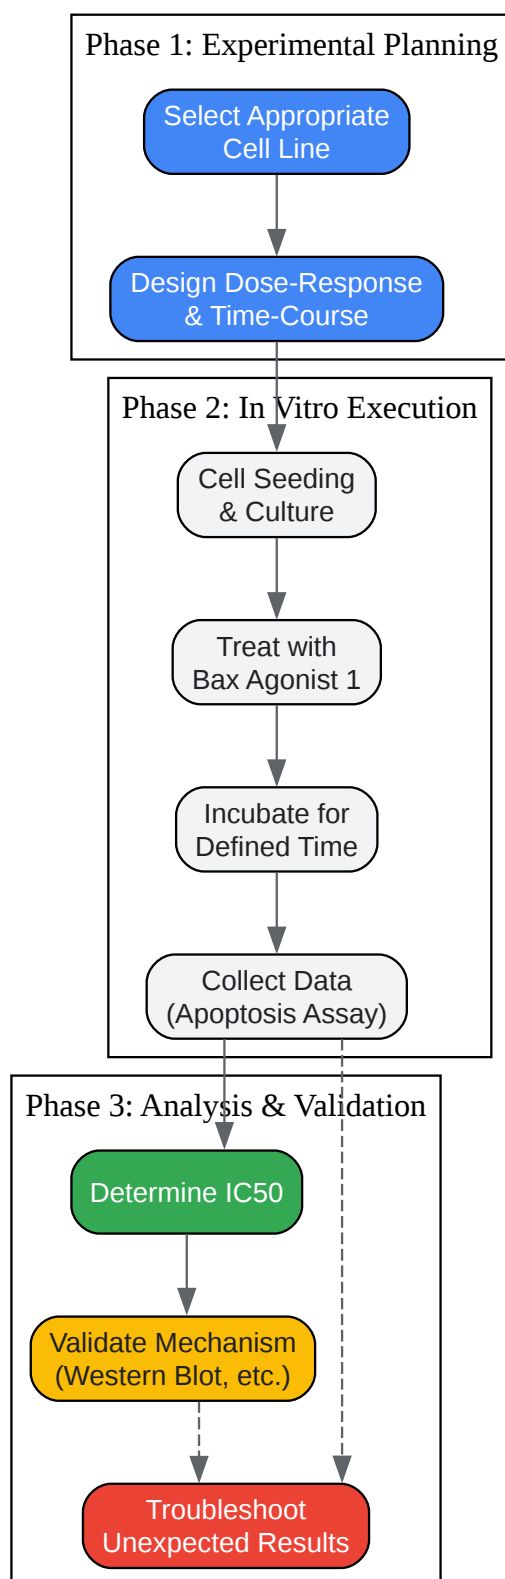 Phase 1: Experimental Planning
Select Appropriate
Cell Line
Design Dose-Response
& Time-Course
Phase 2: In Vitro Execution
Cell Seeding
& Culture
Treat with
Bax Agonist 1
Incubate for
Defined Time
Collect Data
(Apoptosis Assay)
Phase 3: Analysis & Validation
Determine IC50
Validate Mechanism
(Western Blot, etc.)
Troubleshoot
Unexpected Results